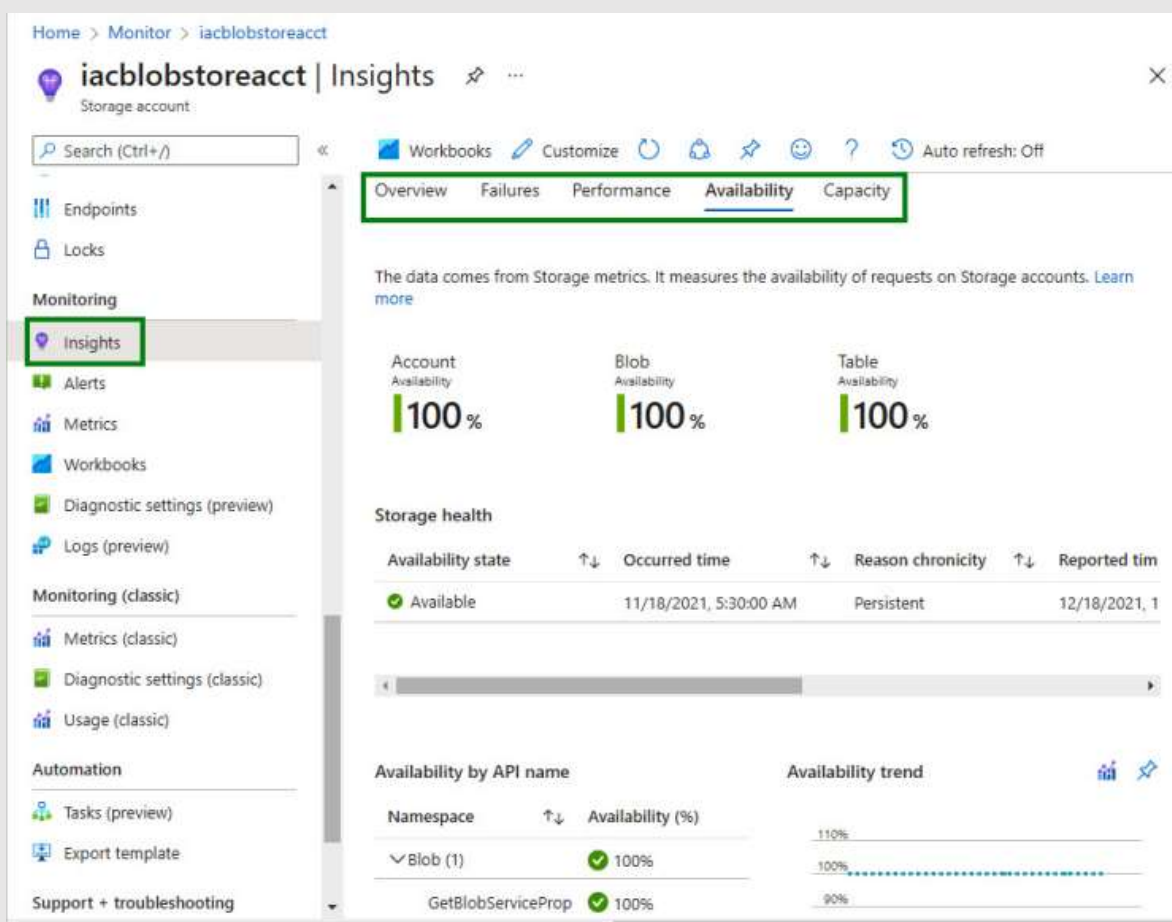 Home > Monitor > iacblobstoreacct
iacblobstoreacct | Insights
Storage account
Search (Ctrl+/)
Endpoints
Locks
Monitoring
Insights
Alerts
Metrics
Workbooks
Diagnostic settings (preview)
Logs (preview)
Monitoring (classic)
Metrics (classic)
Diagnostic settings (classic)
Usage (classic)
Automation
Tasks (preview)
Export template
Support + troubleshooting
Workbooks Customize ? Auto refresh: Off
Overview Failures Performance Availability Capacity
The data comes from Storage metrics. It measures the availability of requests on Storage accounts. Learn
more
Account Blob Table
Availability Availability Availability
100 % 100 % 100 %
Storage health
Availability state Occurred time Reason chronicity Reported tim
Available 11/18/2021, 5:30:00 AM Persistent 12/18/2021, 1
Availability by API name
Namespace Availability (%)
Blob (1) 100%
GetBlobServiceProp 100%
Availability trend
110%
100%
90%